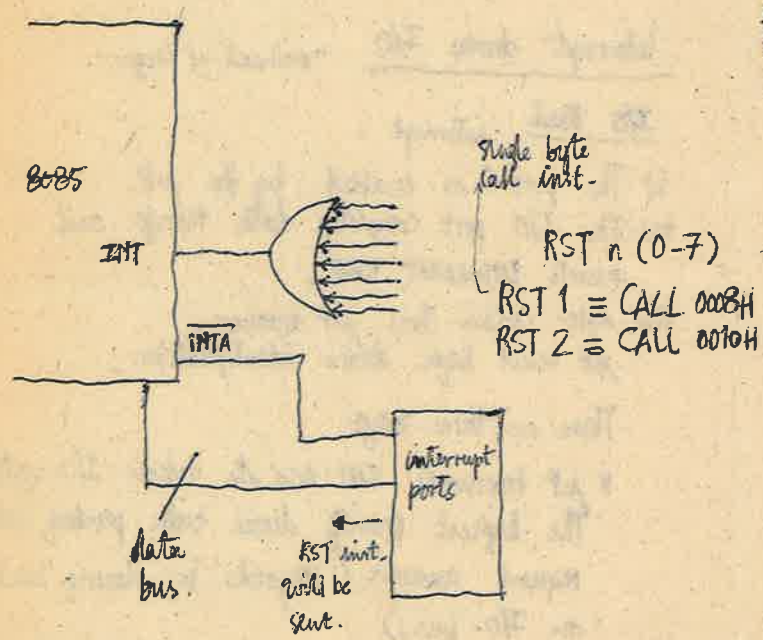 8085
INT
INTA
single byte
call inst.
RST n (0-7)
RST 1 ≡ CALL 0008H
RST 2 ≡ CALL 0010H
interrupt
ports
data
bus.
RST inst.
will be
sent.